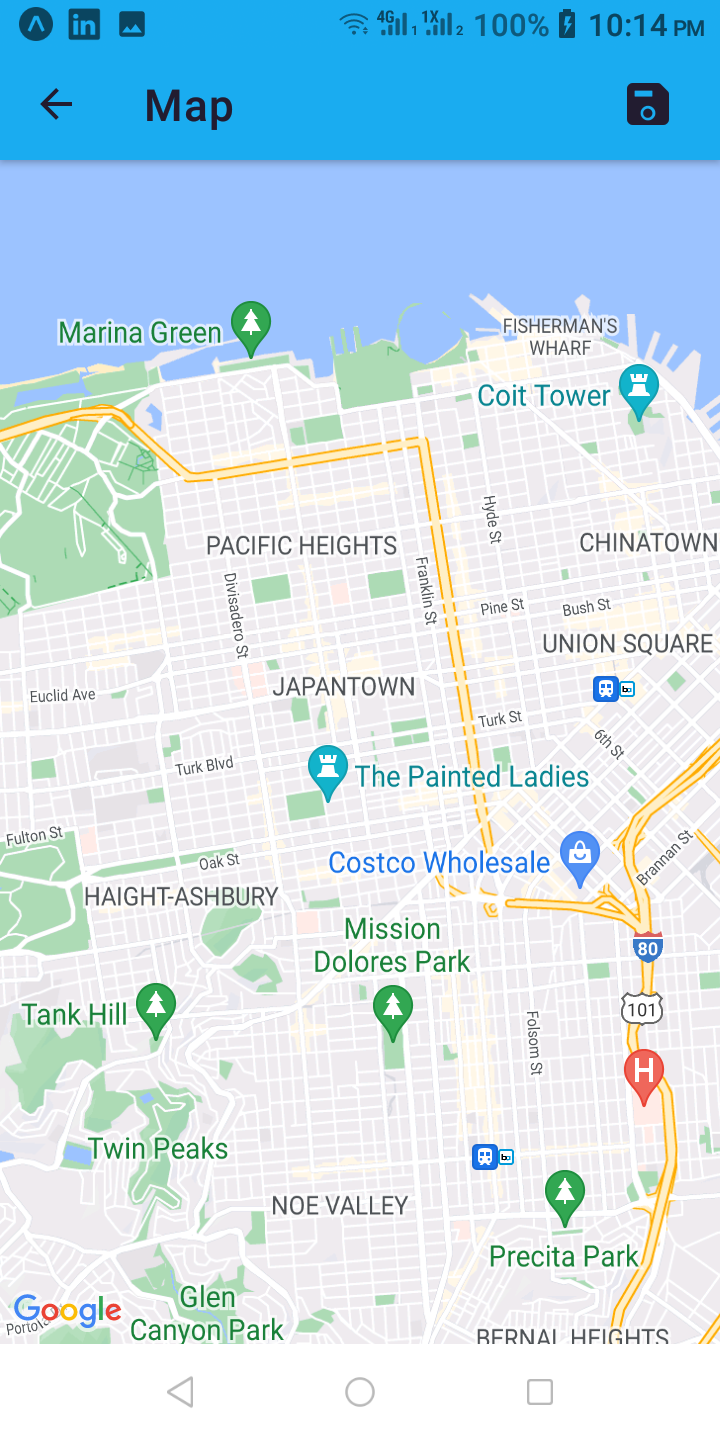 4G 1 1X 2 100% 10:14 PM
Map
Marina Green
FISHERMAN'S
WHARF
Coit Tower
Hyde St
PACIFIC HEIGHTS
CHINATOWN
Franklin St
Divisadero St
Pine St
Bush St
UNION SQUARE
Euclid Ave
JAPANTOWN
Turk St
6th St
Turk Blvd
The Painted Ladies
Fulton St
Brannan St
Oak St
Costco Wholesale
HAIGHT-ASHBURY
Mission
Dolores Park
80
Tank Hill
101
Folsom St
H
Twin Peaks
NOE VALLEY
Precita Park
Glen
Canyon Park
Google
BERNAL HEIGHTS